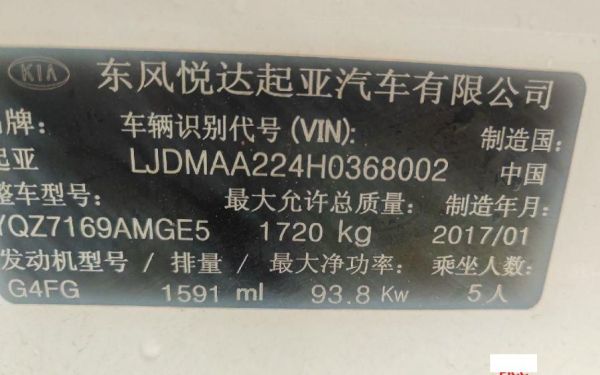 KIA 东风悦达起亚汽车有限公司
品牌: 车辆识别代号(VIN): 制造国:
起亚 LJDMAA224H0368002 中国
整车型号: 最大允许总质量: 制造年月:
YQZ7169AMGE5 1720 kg 2017/01
发动机型号 / 排量 / 最大净功率: 乘坐人数:
G4FG 1591 ml 93.8 Kw 5人